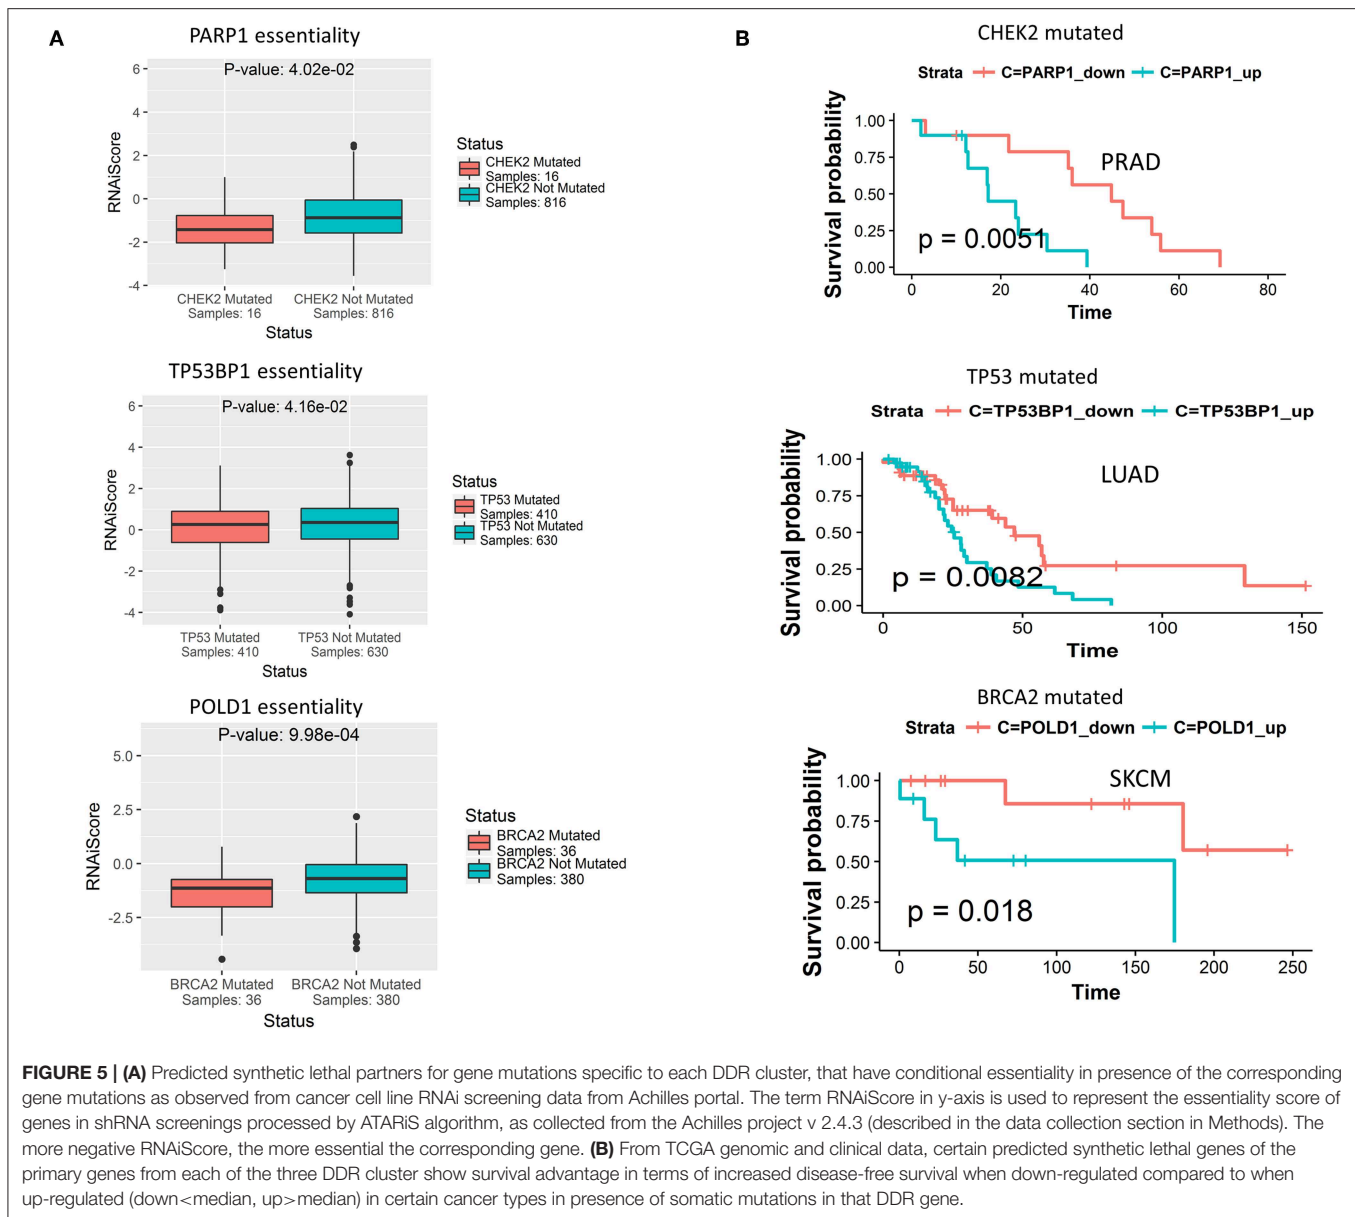 A
PARP1 essentiality
P-value: 4.02e-02
6
4
2
0
-2
-4
RNAiScore
CHEK2 Mutated
Samples: 16
CHEK2 Not Mutated
Samples: 816
Status
Status
CHEK2 Mutated
Samples: 16
CHEK2 Not Mutated
Samples: 816
TP53BP1 essentiality
P-value: 4.16e-02
6
4
2
0
-2
-4
RNAiScore
TP53 Mutated
Samples: 410
TP53 Not Mutated
Samples: 630
Status
Status
TP53 Mutated
Samples: 410
TP53 Not Mutated
Samples: 630
POLD1 essentiality
P-value: 9.98e-04
5.0
2.5
0.0
-2.5
RNAiScore
BRCA2 Mutated
Samples: 36
BRCA2 Not Mutated
Samples: 380
Status
Status
BRCA2 Mutated
Samples: 36
BRCA2 Not Mutated
Samples: 380
B
CHEK2 mutated
Strata C=PARP1_down C=PARP1_up
Survival probability
1.00
0.75
0.50
0.25
0.00
PRAD
p = 0.0051
0 20 40 60 80
Time
TP53 mutated
Strata C=TP53BP1_down C=TP53BP1_up
Survival probability
1.00
0.75
0.50
0.25
0.00
LUAD
p = 0.0082
0 50 100 150
Time
BRCA2 mutated
Strata C=POLD1_down C=POLD1_up
Survival probability
1.00
0.75
0.50
0.25
0.00
SKCM
p = 0.018
0 50 100 150 200 250
Time
FIGURE 5 | (A) Predicted synthetic lethal partners for gene mutations specific to each DDR cluster, that have conditional essentiality in presence of the corresponding
gene mutations as observed from cancer cell line RNAi screening data from Achilles portal. The term RNAiScore in y-axis is used to represent the essentiality score of
genes in shRNA screenings processed by ATARiS algorithm, as collected from the Achilles project v 2.4.3 (described in the data collection section in Methods). The
more negative RNAiScore, the more essential the corresponding gene. (B) From TCGA genomic and clinical data, certain predicted synthetic lethal genes of the
primary genes from each of the three DDR cluster show survival advantage in terms of increased disease-free survival when down-regulated compared to when
up-regulated (down<median, up>median) in certain cancer types in presence of somatic mutations in that DDR gene.